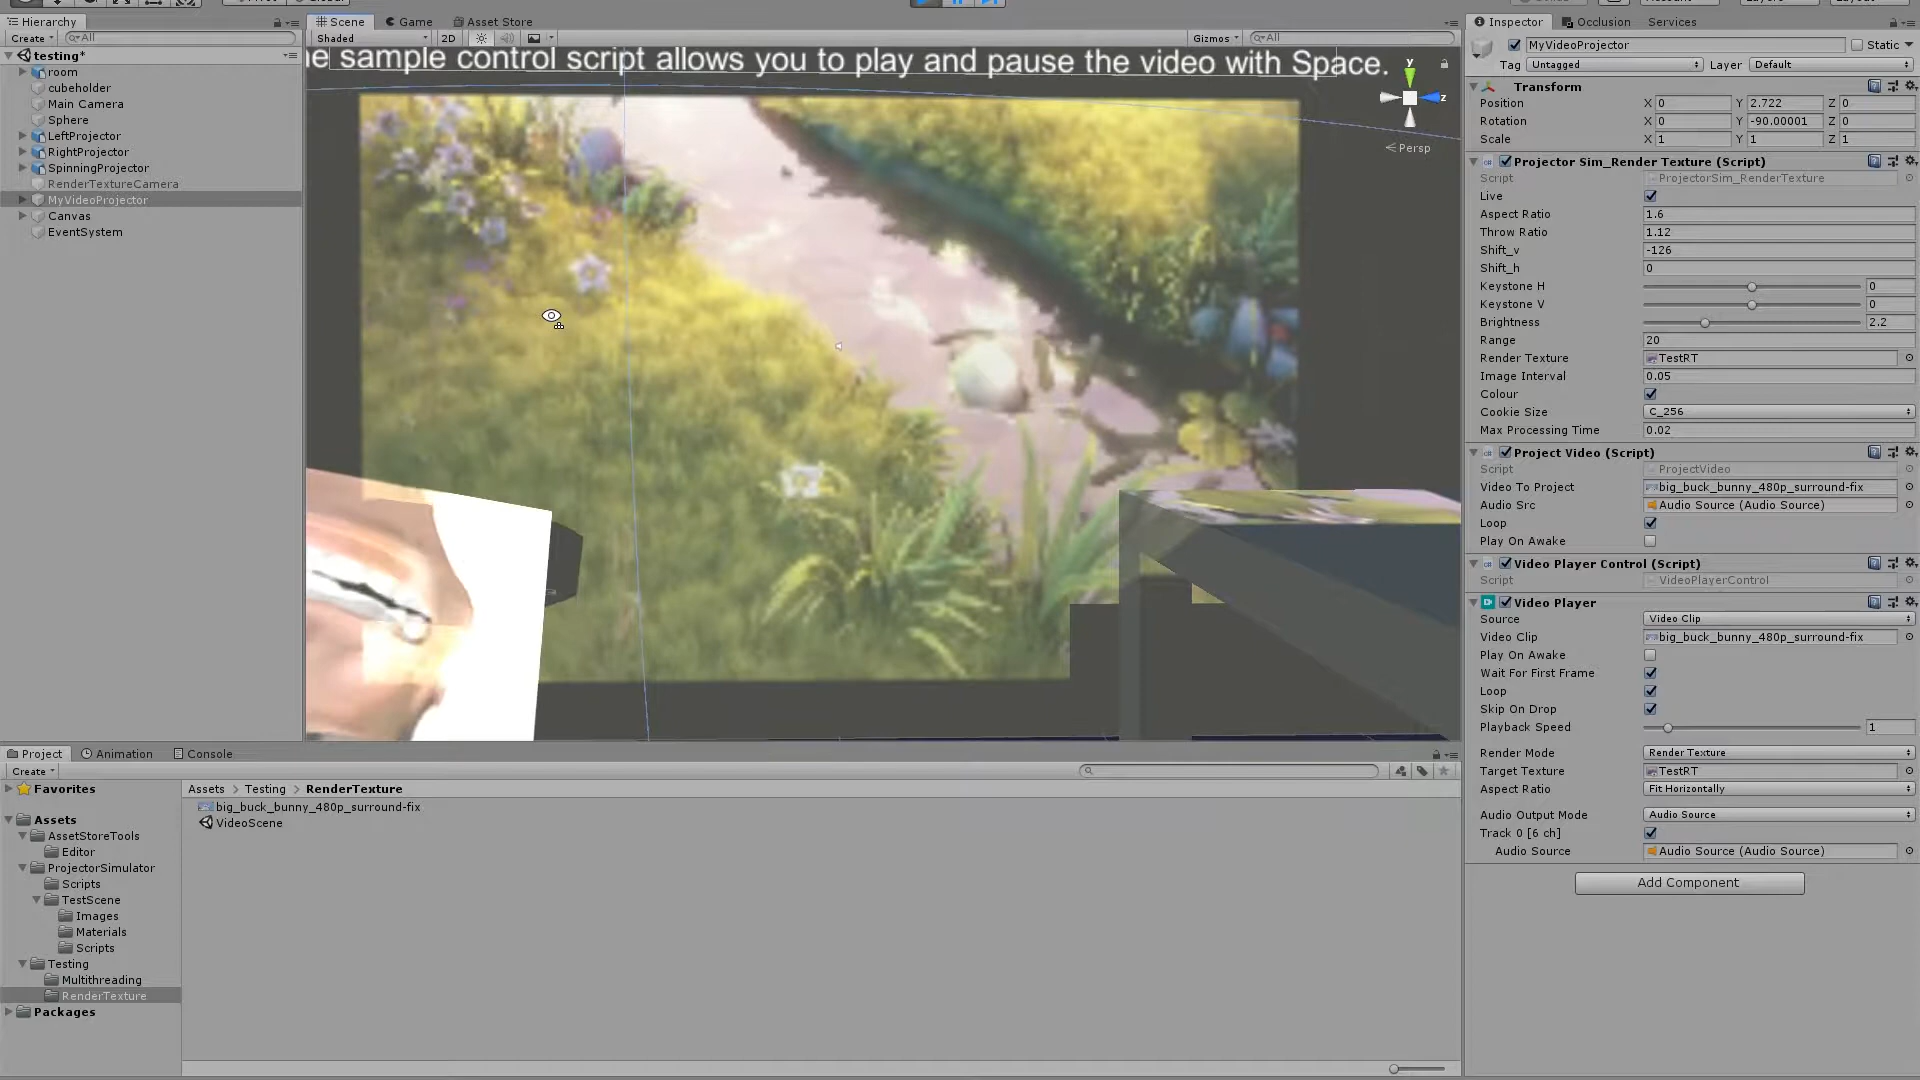 Hierarchy
Create
All
testing*
room
cubeholder
Main Camera
Sphere
LeftProjector
RightProjector
SpinningProjector
RenderTextureCamera
MyVideoProjector
Canvas
EventSystem
Scene
Game
Asset Store
Shaded
2D
Gizmos
All
sample control script allows you to play and pause the video with Space.
y
z
Persp
Project
Animation
Console
Create
Favorites
Assets
AssetStoreTools
Editor
ProjectorSimulator
Scripts
TestScene
Images
Materials
Scripts
Testing
Multithreading
RenderTexture
Packages
Assets > Testing > RenderTexture
big_buck_bunny_480p_surround-fix
VideoScene
Inspector
Occlusion
Services
MyVideoProjector
Static
Tag Untagged
Layer Default
Transform
Position X 0 Y 2.722 Z 0
Rotation X 0 Y -90.00001 Z 0
Scale X 1 Y 1 Z 1
Projector Sim_Render Texture (Script)
Script ProjectorSim_RenderTexture
Live
Aspect Ratio 1.6
Throw Ratio 1.12
Shift_v -126
Shift_h 0
Keystone H 0
Keystone V 0
Brightness 2.2
Range 20
Render Texture TestRT
Image Interval 0.05
Colour
Cookie Size C_256
Max Processing Time 0.02
Project Video (Script)
Script ProjectVideo
Video To Project big_buck_bunny_480p_surround-fix
Audio Src Audio Source (Audio Source)
Loop
Play On Awake
Video Player Control (Script)
Script VideoPlayerControl
Video Player
Source Video Clip
Video Clip big_buck_bunny_480p_surround-fix
Play On Awake
Wait For First Frame
Loop
Skip On Drop
Playback Speed 1
Render Mode Render Texture
Target Texture TestRT
Aspect Ratio Fit Horizontally
Audio Output Mode Audio Source
Track 0 [6 ch]
Audio Source Audio Source (Audio Source)
Add Component